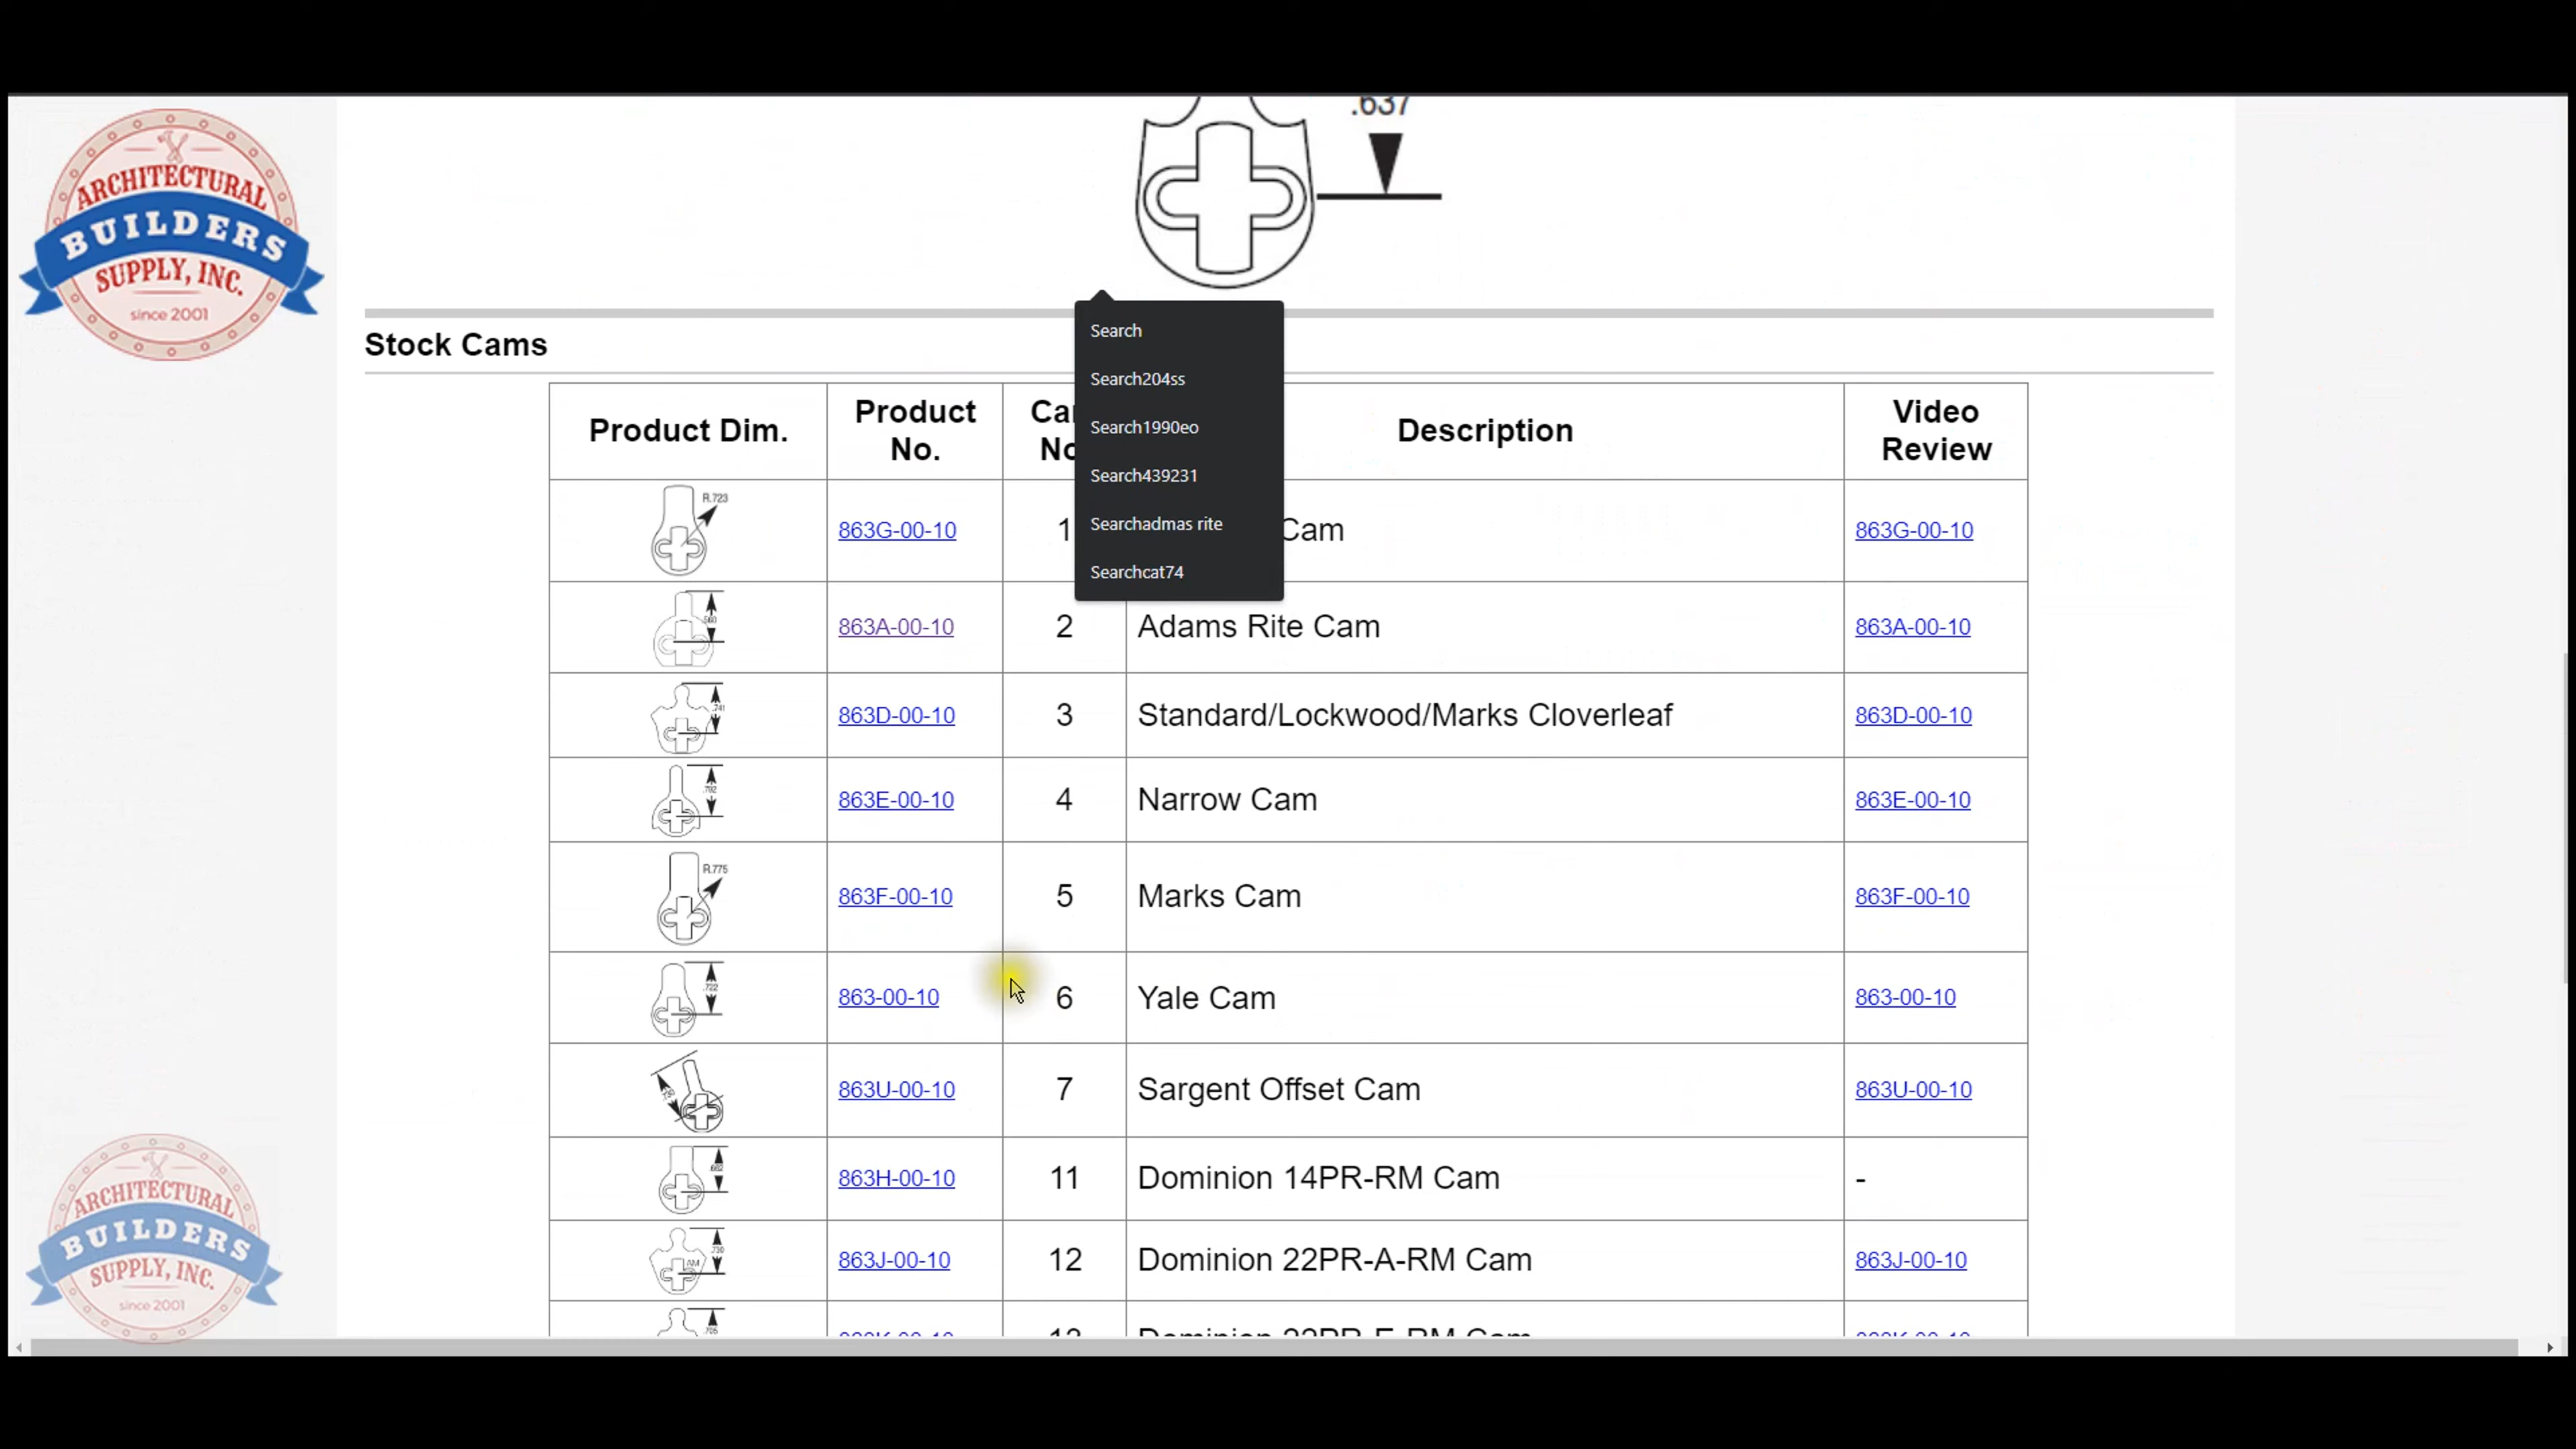 .637
ARCHITECTURAL
BUILDERS
SUPPLY, INC.
since 2001
Search
Search204ss
Search1990eo
Search439231
Searchadmas rite
Searchcat74
Stock Cams
Product Dim.
Product No.
No.
Description
Video Review
R.723
863G-00-10
1
Cam
863G-00-10
863A-00-10
2
Adams Rite Cam
863A-00-10
.741
863D-00-10
3
Standard/Lockwood/Marks Cloverleaf
863D-00-10
.792
863E-00-10
4
Narrow Cam
863E-00-10
R.775
863F-00-10
5
Marks Cam
863F-00-10
.722
863-00-10
6
Yale Cam
863-00-10
863U-00-10
7
Sargent Offset Cam
863U-00-10
863H-00-10
11
Dominion 14PR-RM Cam
-
.730
AM
863J-00-10
12
Dominion 22PR-A-RM Cam
863J-00-10
ARCHITECTURAL
BUILDERS
SUPPLY, INC.
since 2001